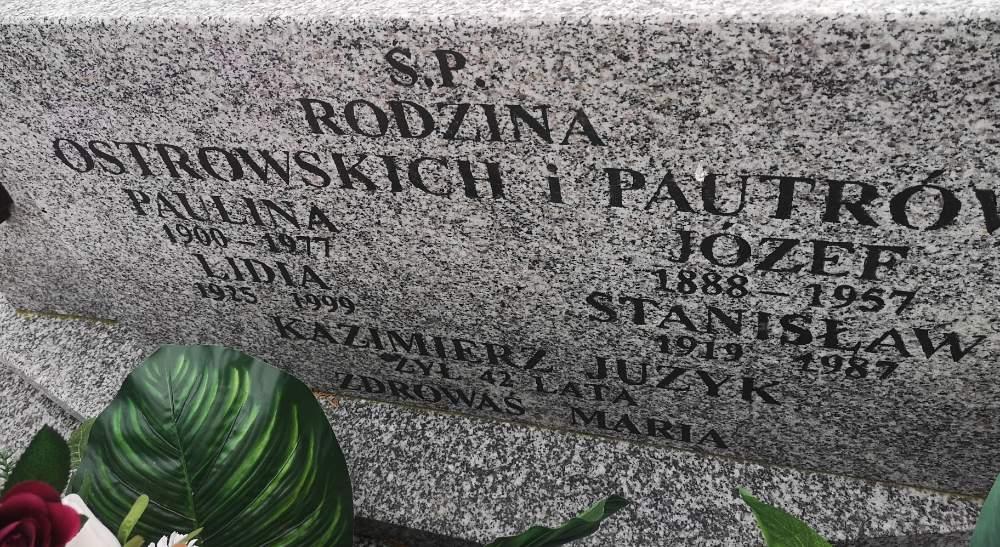 Ś.P.
RODZINA
OSTROWSKICH i PAUTRÓW
PAULINA
1900 - 1977
LIDIA
1925 1999
JÓZEF
1888 - 1957
STANISŁAW
1919 1987
KAZIMIERZ JUZYK
ŻYŁ 42 LATA
ZDROWAŚ MARIA